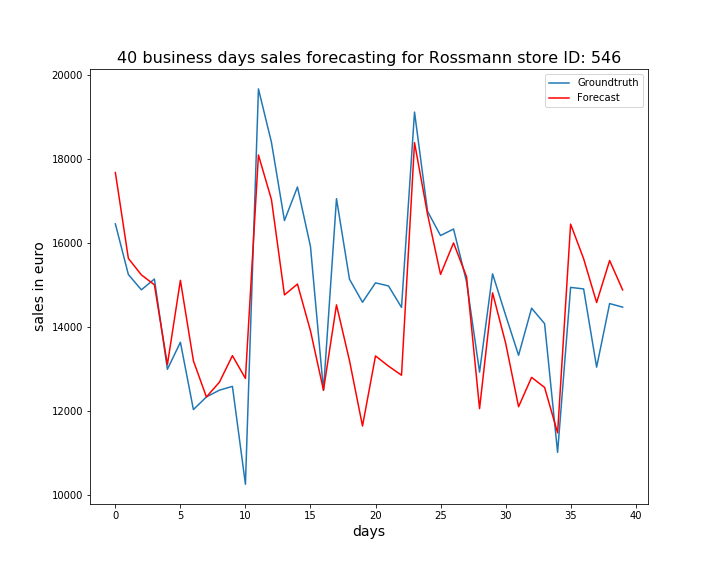 40 business days sales forecasting for Rossmann store ID: 546
Groundtruth
Forecast
20000
18000
16000
14000
12000
10000
sales in euro
0 5 10 15 20 25 30 35 40
days